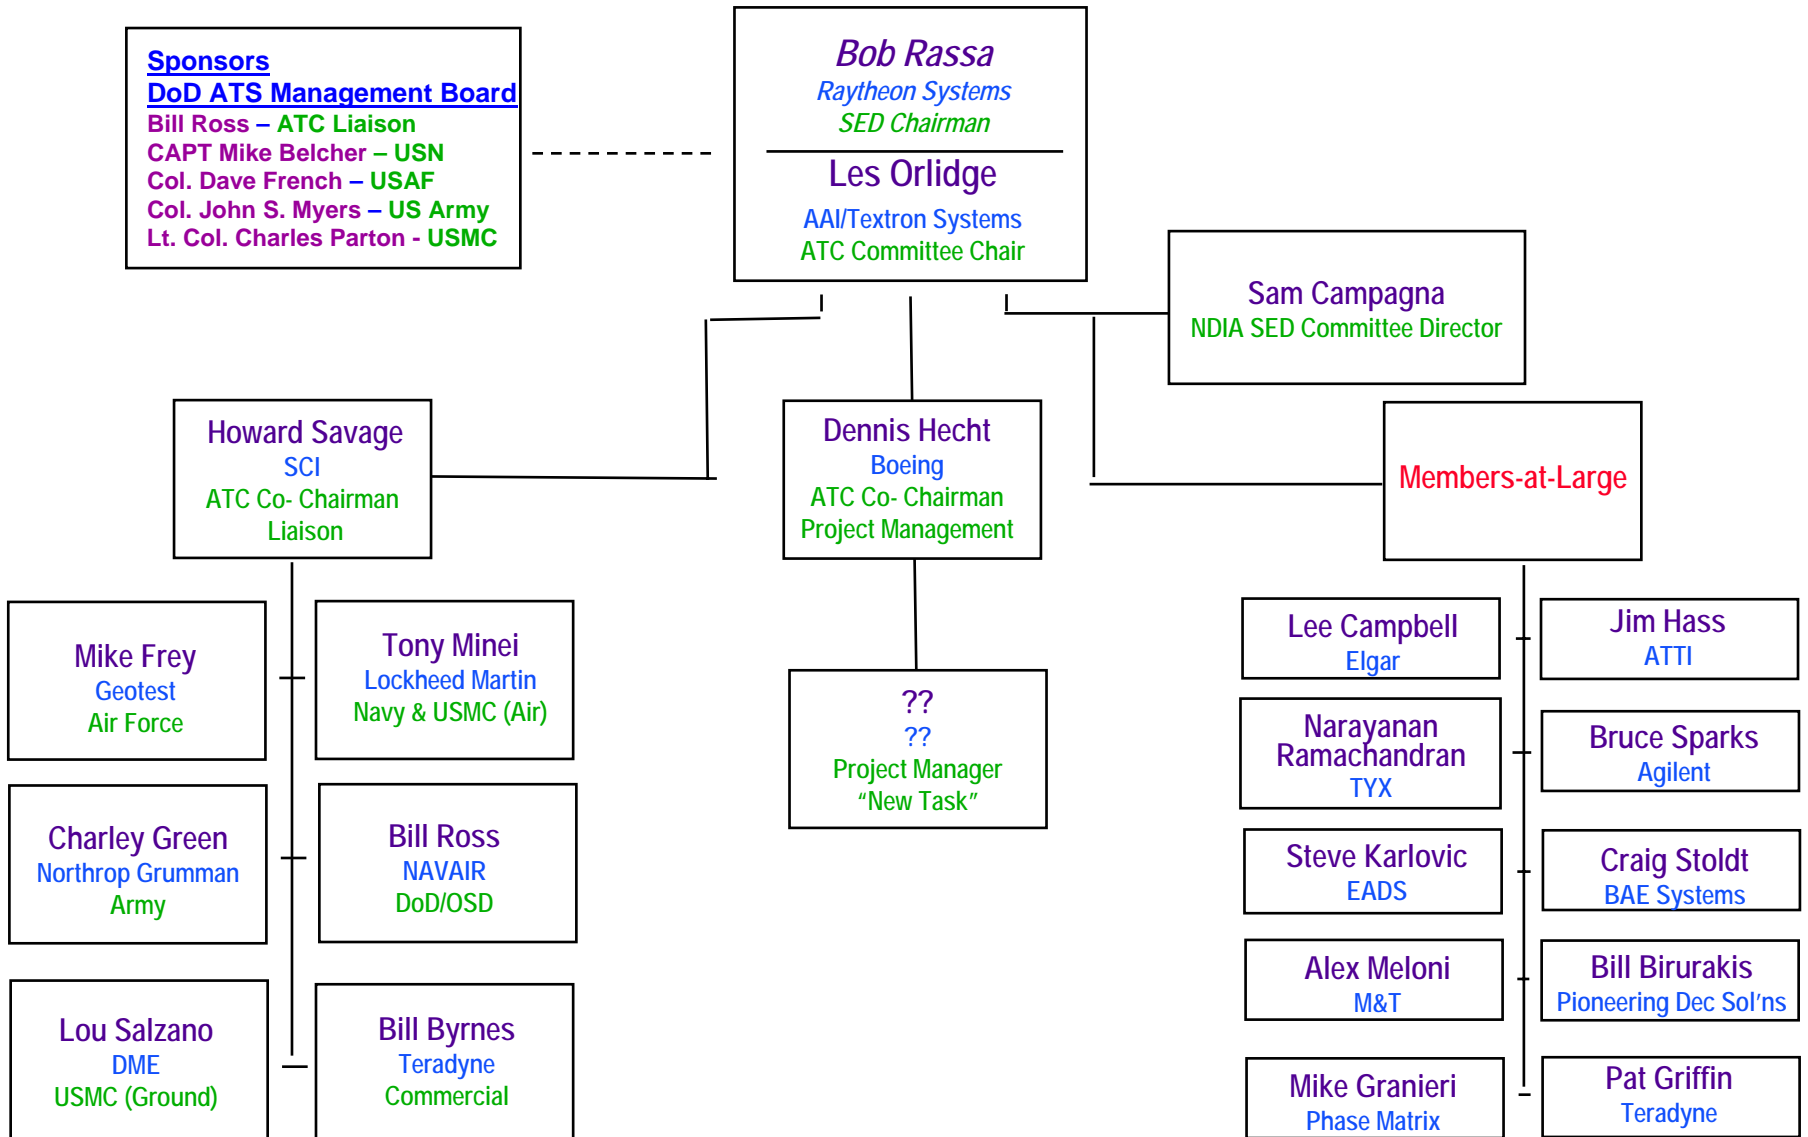 Sponsors
DoD ATS Management Board
Bill Ross – ATC Liaison
CAPT Mike Belcher – USN
Col. Dave French – USAF
Col. John S. Myers – US Army
Lt. Col. Charles Parton - USMC
Bob Rassa
Raytheon Systems
SED Chairman
Les Orlidge
AAI/Textron Systems
ATC Committee Chair
Sam Campagna
NDIA SED Committee Director
Howard Savage
SCI
ATC Co- Chairman
Liaison
Dennis Hecht
Boeing
ATC Co- Chairman
Project Management
Members-at-Large
Mike Frey
Geotest
Air Force
Tony Minei
Lockheed Martin
Navy & USMC (Air)
Charley Green
Northrop Grumman
Army
Bill Ross
NAVAIR
DoD/OSD
Lou Salzano
DME
USMC (Ground)
Bill Byrnes
Teradyne
Commercial
??
??
Project Manager
“New Task”
Lee Campbell
Elgar
Jim Hass
ATTI
Narayanan
Ramachandran
TYX
Bruce Sparks
Agilent
Steve Karlovic
EADS
Craig Stoldt
BAE Systems
Alex Meloni
M&T
Bill Birurakis
Pioneering Dec Sol’ns
Mike Granieri
Phase Matrix
Pat Griffin
Teradyne